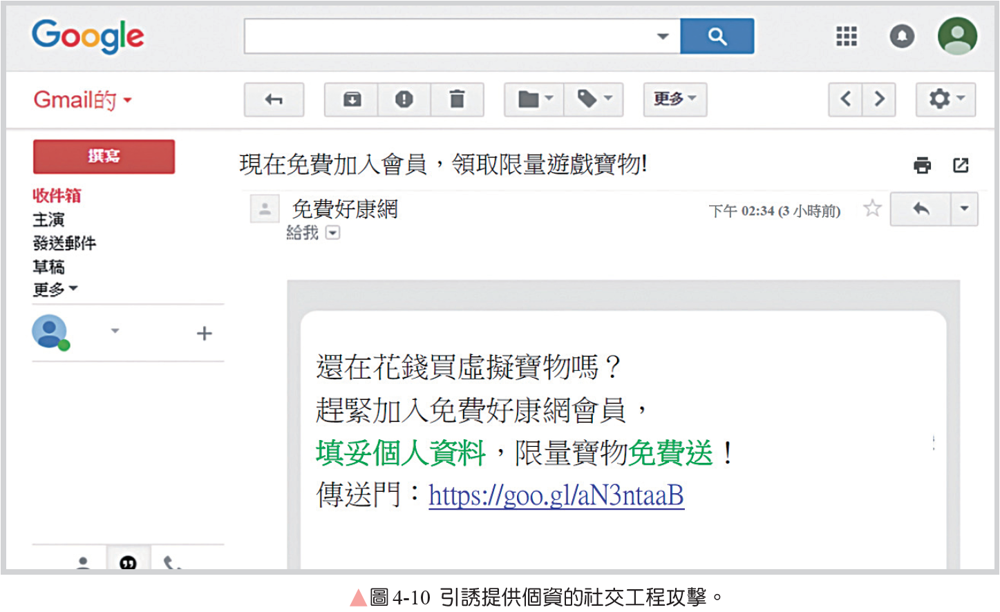 Google
Gmail的
更多
撰寫
現在免費加入會員，領取限量遊戲寶物!
收件箱
主演
發送郵件
草稿
更多
免費好康網
給我
下午 02:34 (3 小時前)
還在花錢買虛擬寶物嗎？
趕緊加入免費好康網會員，
填妥個人資料，限量寶物免費送！
傳送門：https://goo.gl/aN3ntaaB
▲圖4-10 引誘提供個資的社交工程攻擊。